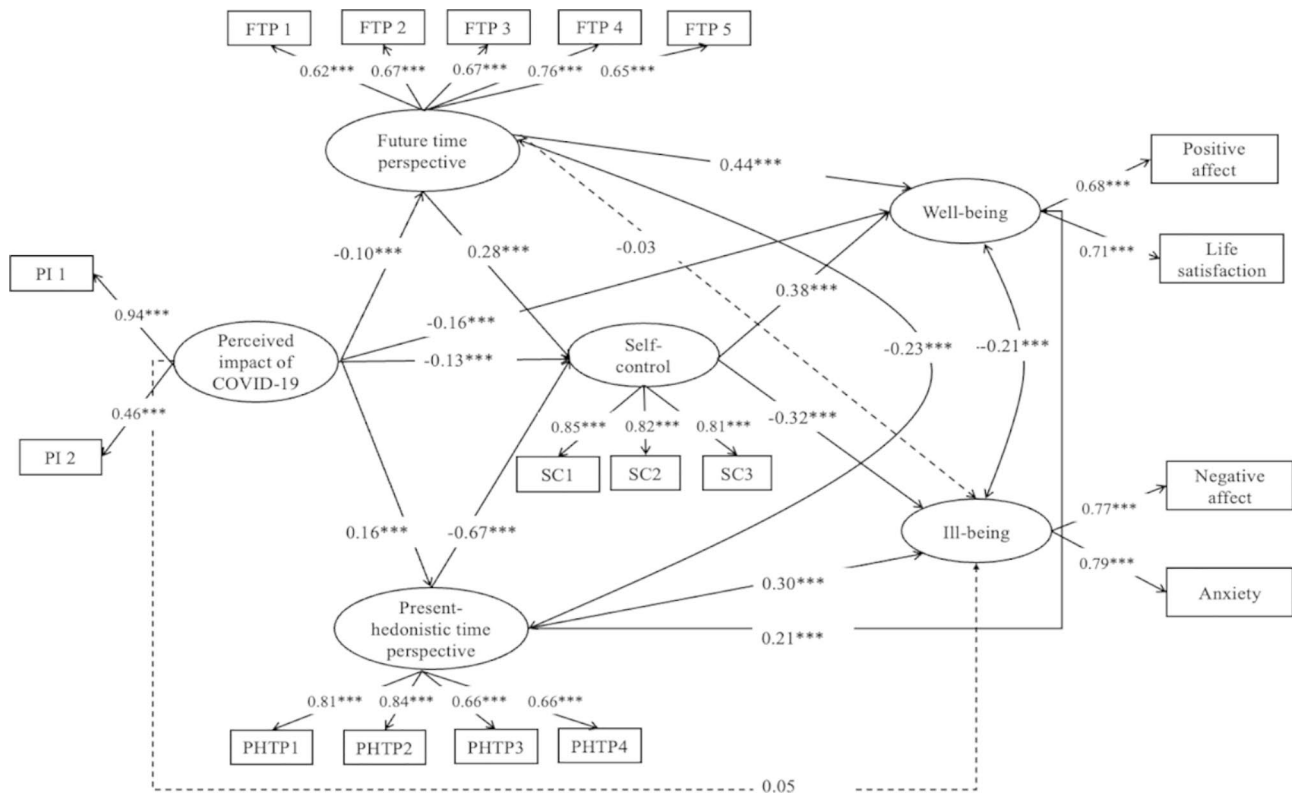 FTP 1
FTP 2
FTP 3
FTP 4
FTP 5
0.62***
0.67***
0.67***
0.76***
0.65***
Future time
perspective
0.44***
Positive
affect
0.68***
Well-being
-0.03
0.71***
Life
satisfaction
-0.10***
0.28***
PI 1
0.94***
0.38***
-0.16***
Perceived
impact of
COVID-19
-0.13***
Self-
control
-0.23***
--0.21***
0.46***
PI 2
0.85***
0.82***
0.81***
-0.32***
SC1
SC2
SC3
Negative
affect
0.77***
0.16***
-0.67***
Ill-being
0.79***
0.30***
Anxiety
Present-
hedonistic time
perspective
0.21***
0.81***
0.84***
0.66***
0.66***
PHTP1
PHTP2
PHTP3
PHTP4
0.05